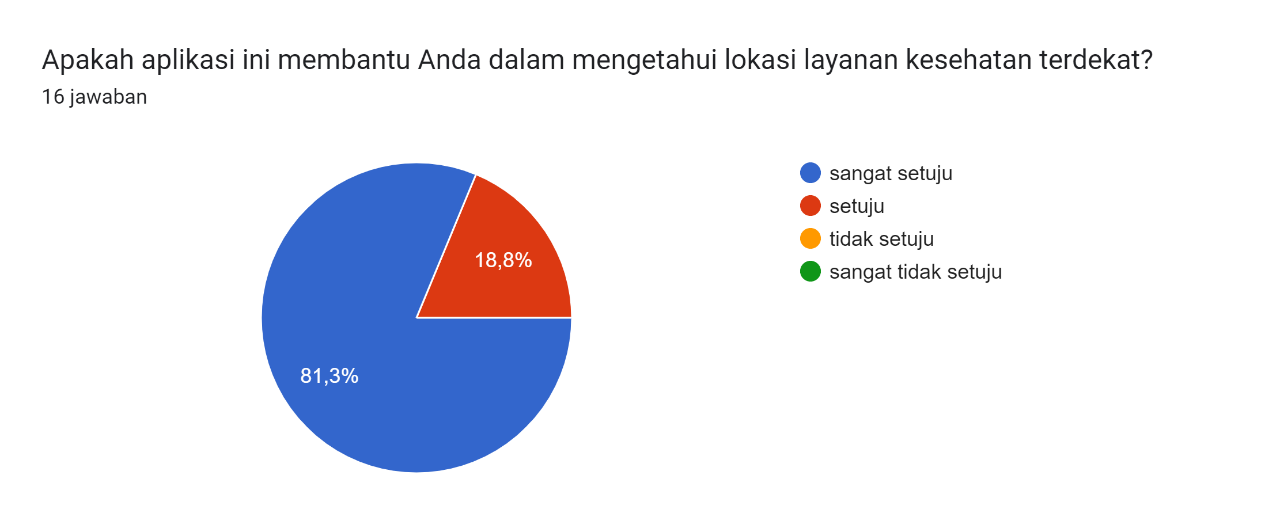 Apakah aplikasi ini membantu Anda dalam mengetahui lokasi layanan kesehatan terdekat?
16 jawaban
sangat setuju
setuju
tidak setuju
sangat tidak setuju
18,8%
81,3%